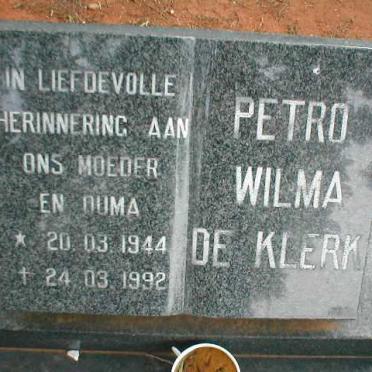 IN LIEFDEVOLLE
HERINNERING AAN
ONS MOEDER
EN OUMA
* 20.03.1944
† 24.03.1992
PETRO
WILMA
DE KLERK